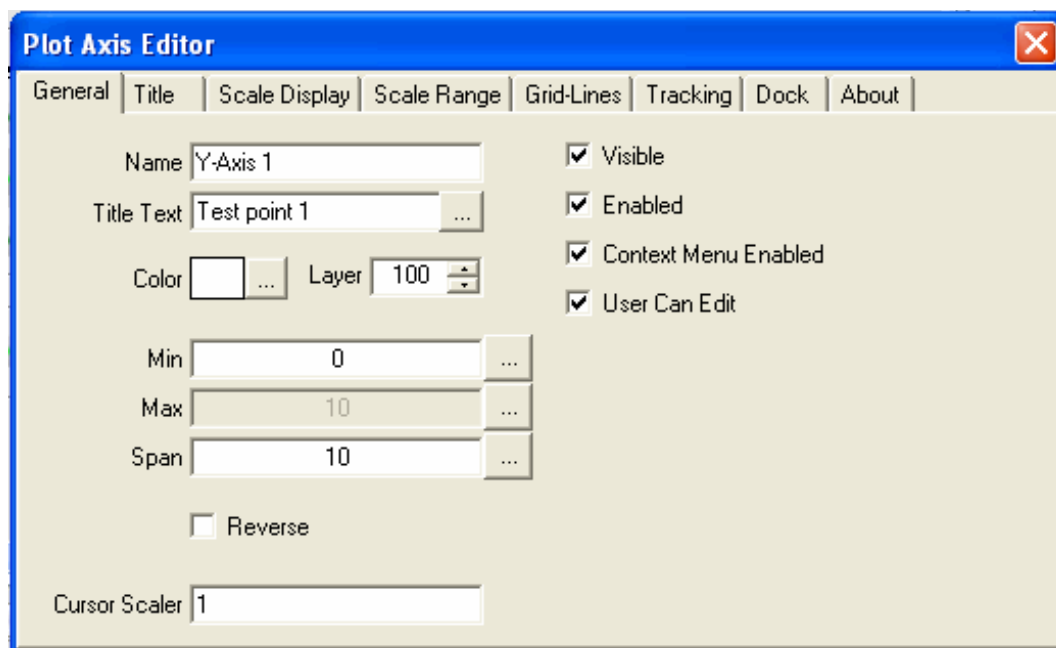 Plot Axis Editor
General Title Scale Display Scale Range Grid-Lines Tracking Dock About
Name Y-Axis 1
Title Text Test point 1 ...
Color ... Layer 100
Min 0 ...
Max 10 ...
Span 10 ...
Reverse
Cursor Scaler 1
Visible
Enabled
Context Menu Enabled
User Can Edit